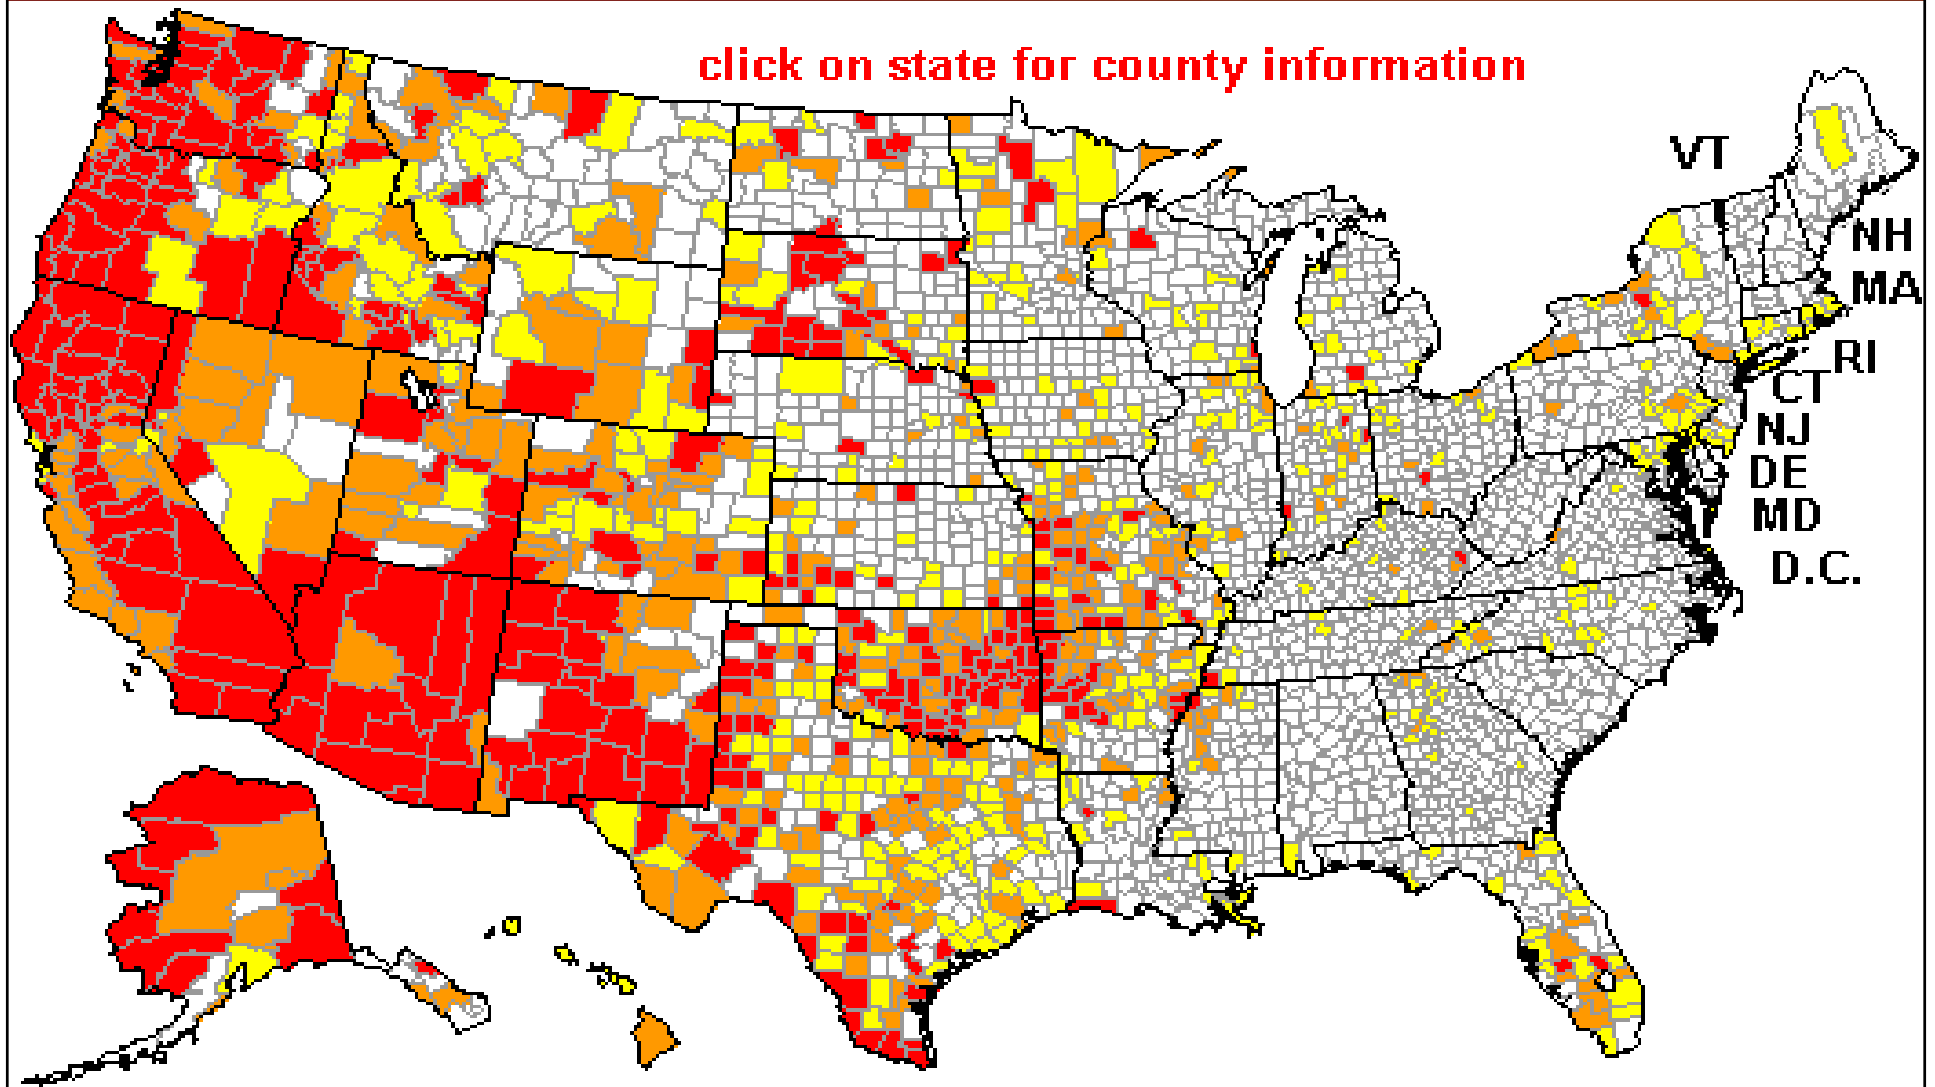 click on state for county information
VT
NH
MA
RI
CT
NJ
DE
MD
D.C.